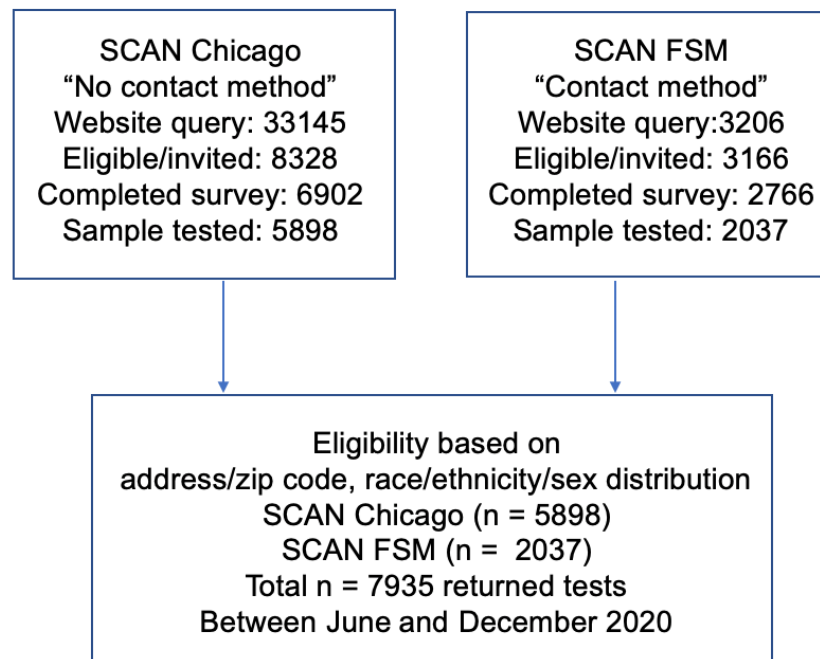 SCAN Chicago
“No contact method”
Website query: 33145
Eligible/invited: 8328
Completed survey: 6902
Sample tested: 5898
SCAN FSM
“Contact method”
Website query:3206
Eligible/invited: 3166
Completed survey: 2766
Sample tested: 2037
Eligibility based on
address/zip code, race/ethnicity/sex distribution
SCAN Chicago (n = 5898)
SCAN FSM (n =  2037)
Total n = 7935 returned tests
Between June and December 2020